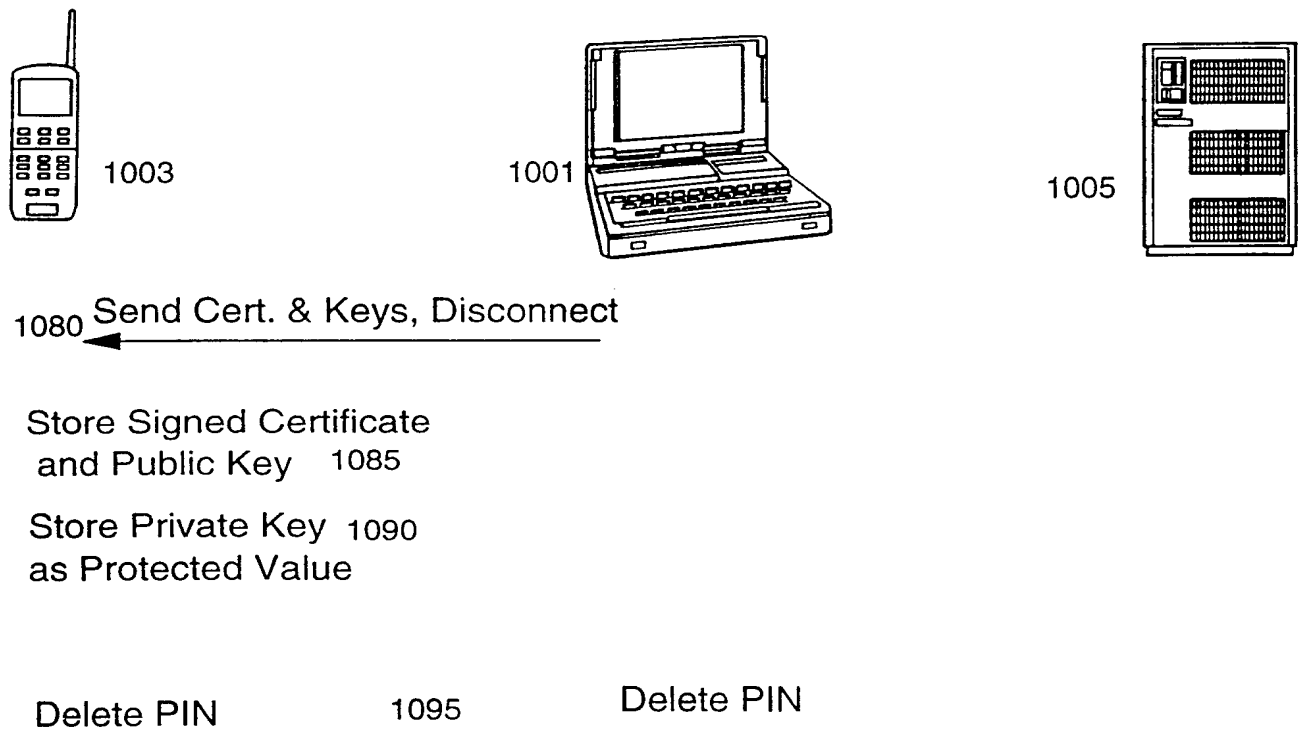 1003
1001
1005
1080 Send Cert. & Keys, Disconnect
Store Signed Certificate
and Public Key 1085
Store Private Key 1090
as Protected Value
Delete PIN 1095 Delete PIN